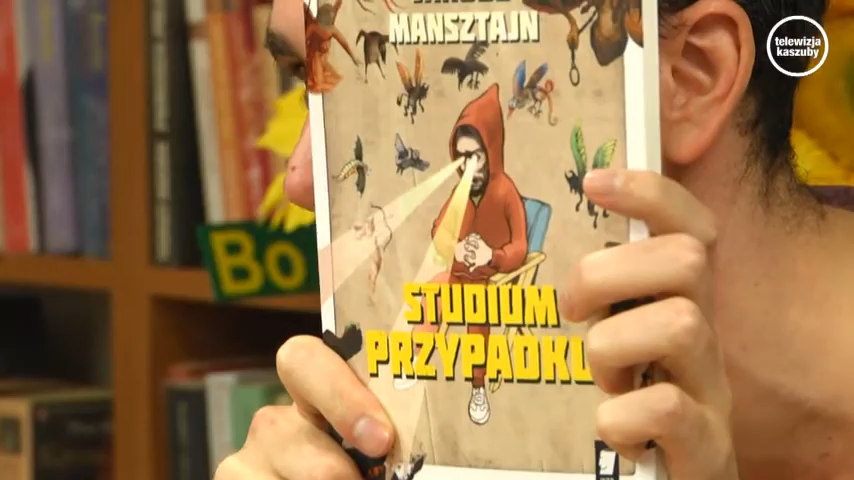 MANSZTAJN
telewizja
kaszuby
Bo
STUDIUM
PRZYPADKU